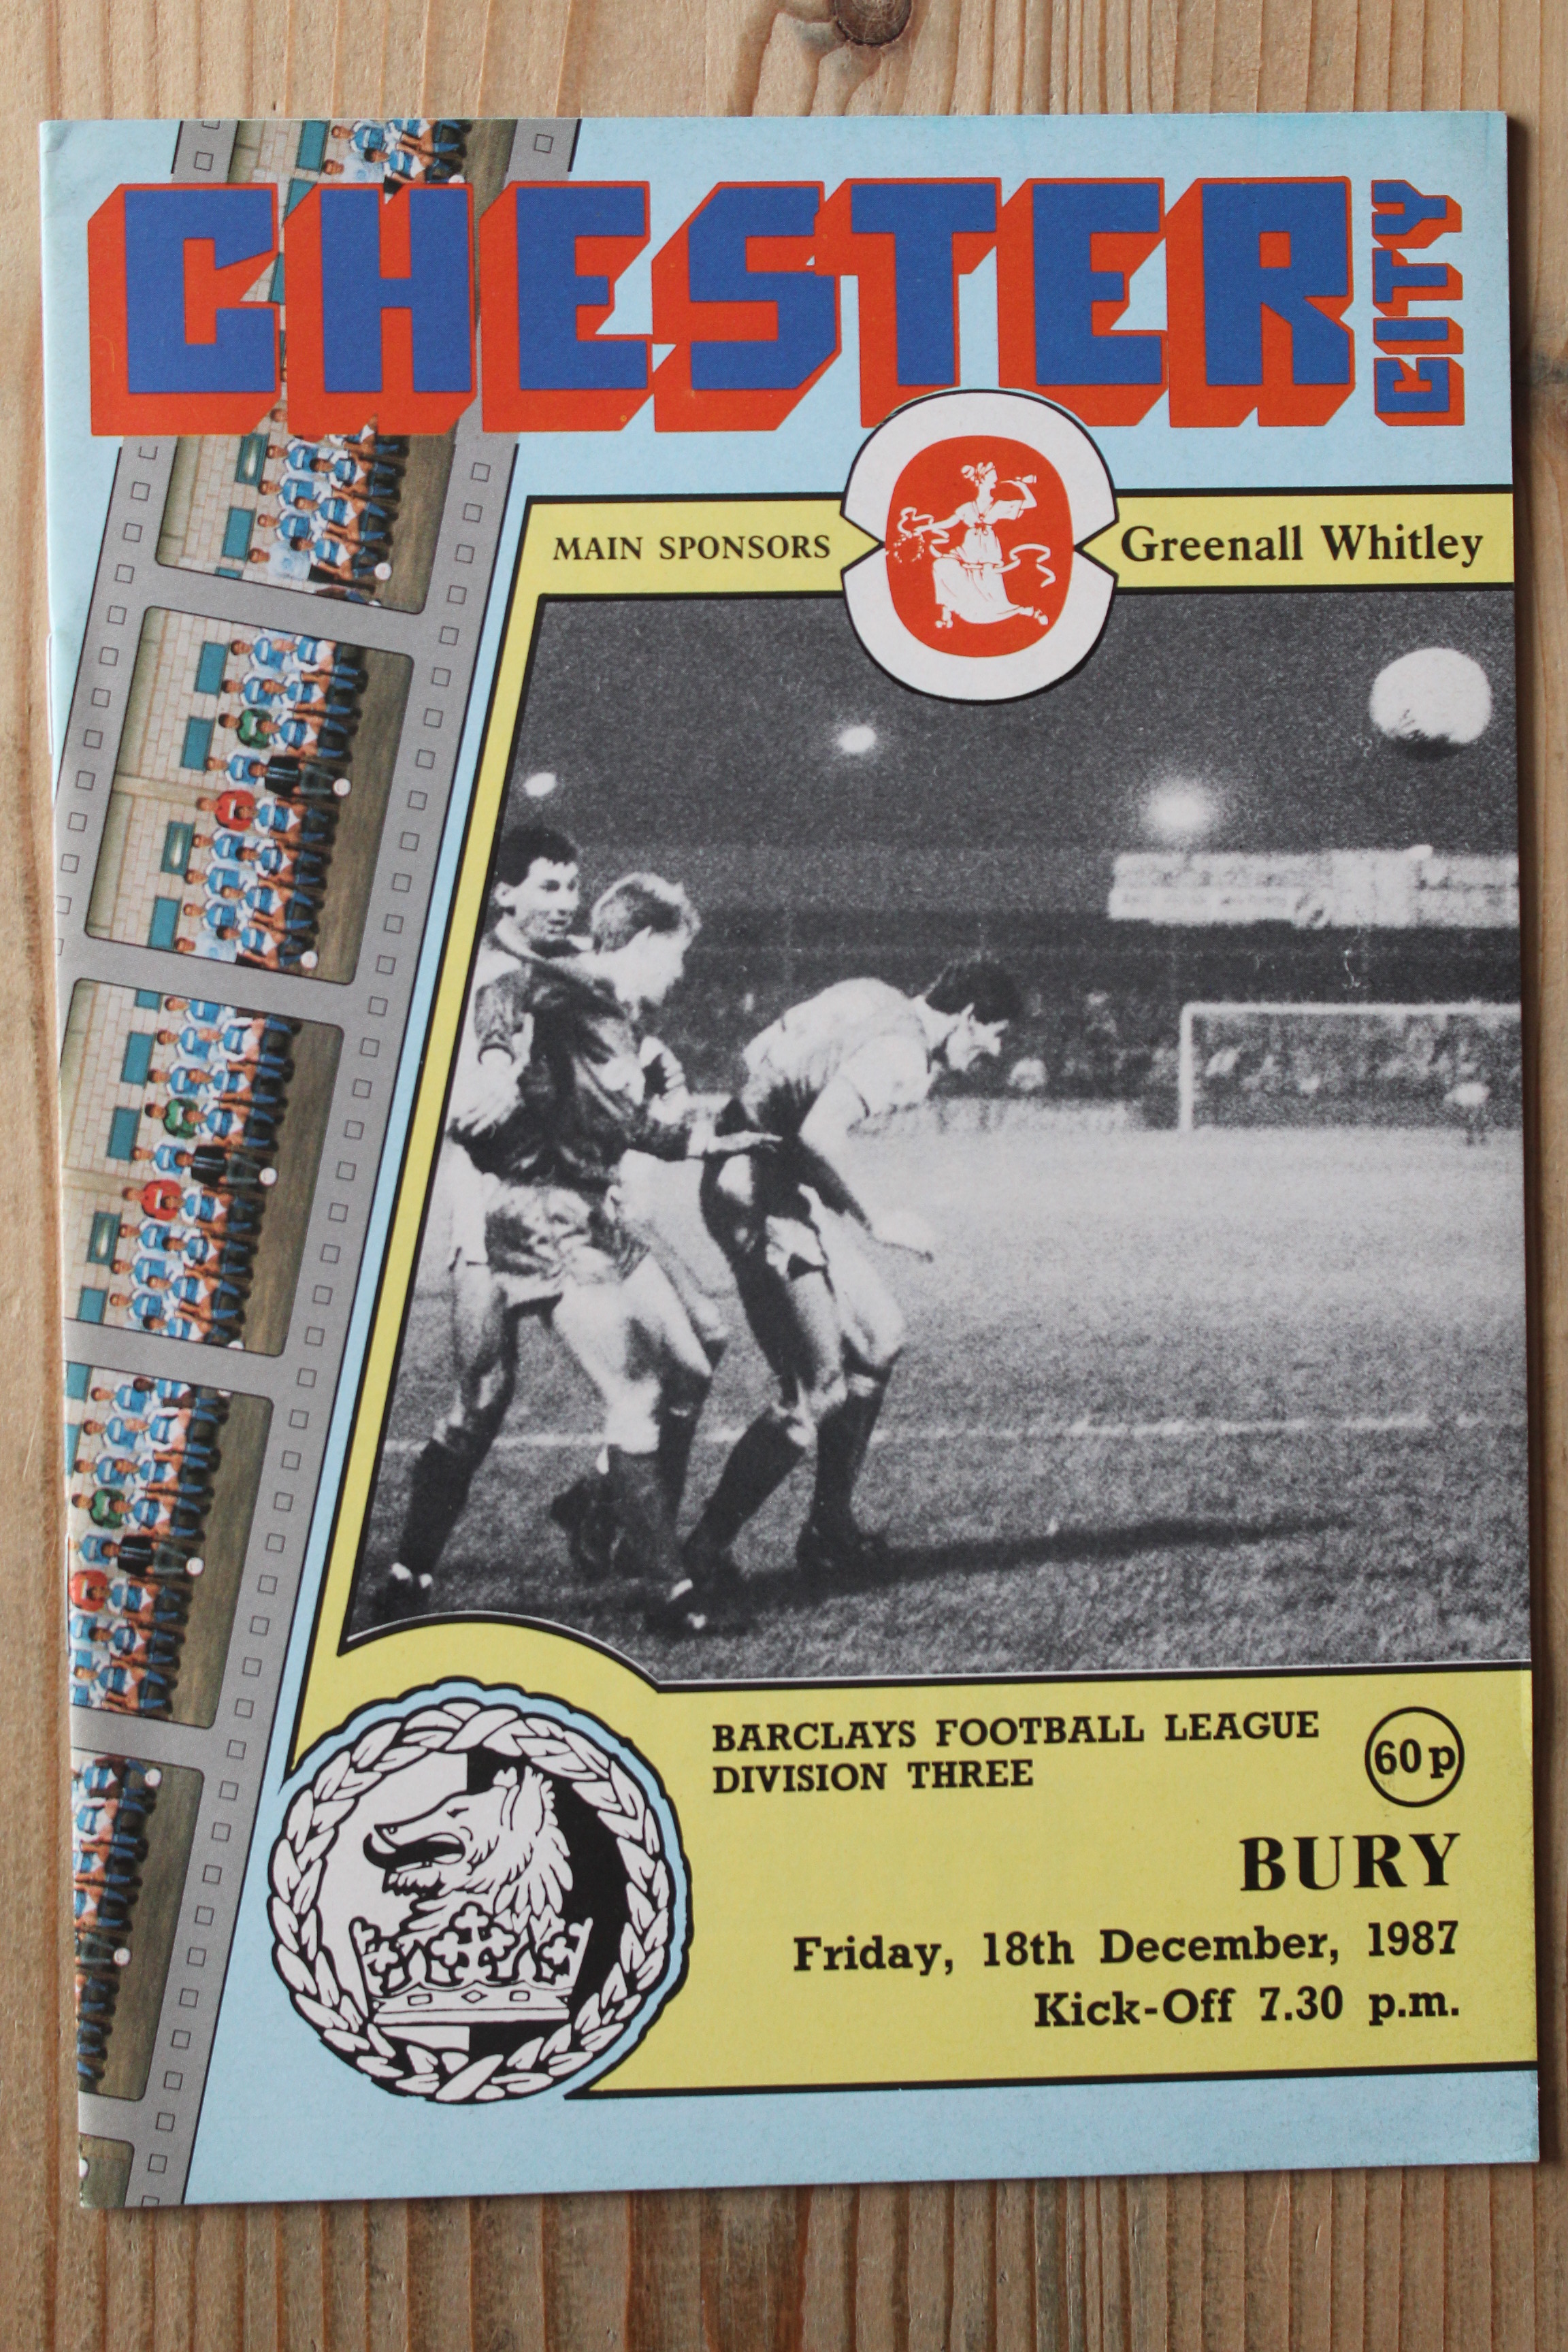 CHESTER
CITY
MAIN SPONSORS
Greenall Whitley
BARCLAYS FOOTBALL LEAGUE
DIVISION THREE
60p
BURY
Friday, 18th December, 1987
Kick-Off 7.30 p.m.